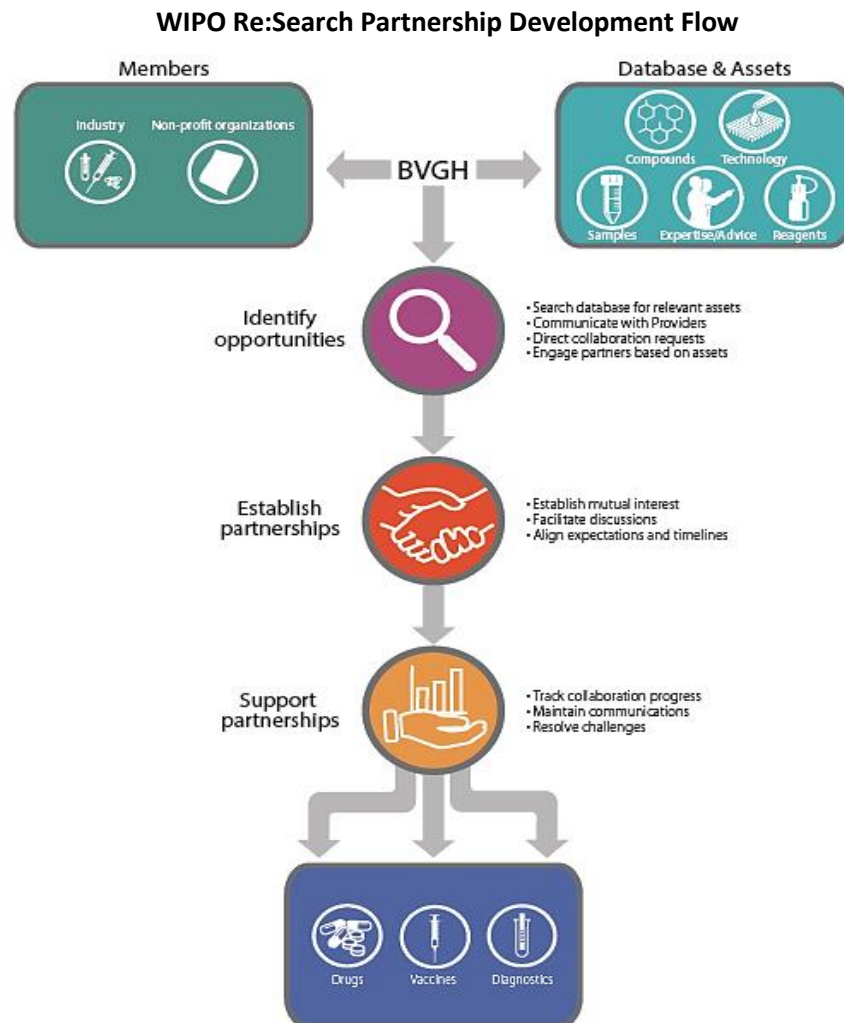 WIPO Re:Search Partnership Development Flow
Members
Industry
Non-profit organizations
BVGH
Database & Assets
Compounds
Technology
Samples
Expertise/Advice
Reagents
Identify
opportunities
• Search database for relevant assets
• Communicate with Providers
• Direct collaboration requests
• Engage partners based on assets
Establish
partnerships
• Establish mutual interest
• Facilitate discussions
• Align expectations and timelines
Support
partnerships
• Track collaboration progress
• Maintain communications
• Resolve challenges
Drugs
Vaccines
Diagnostics